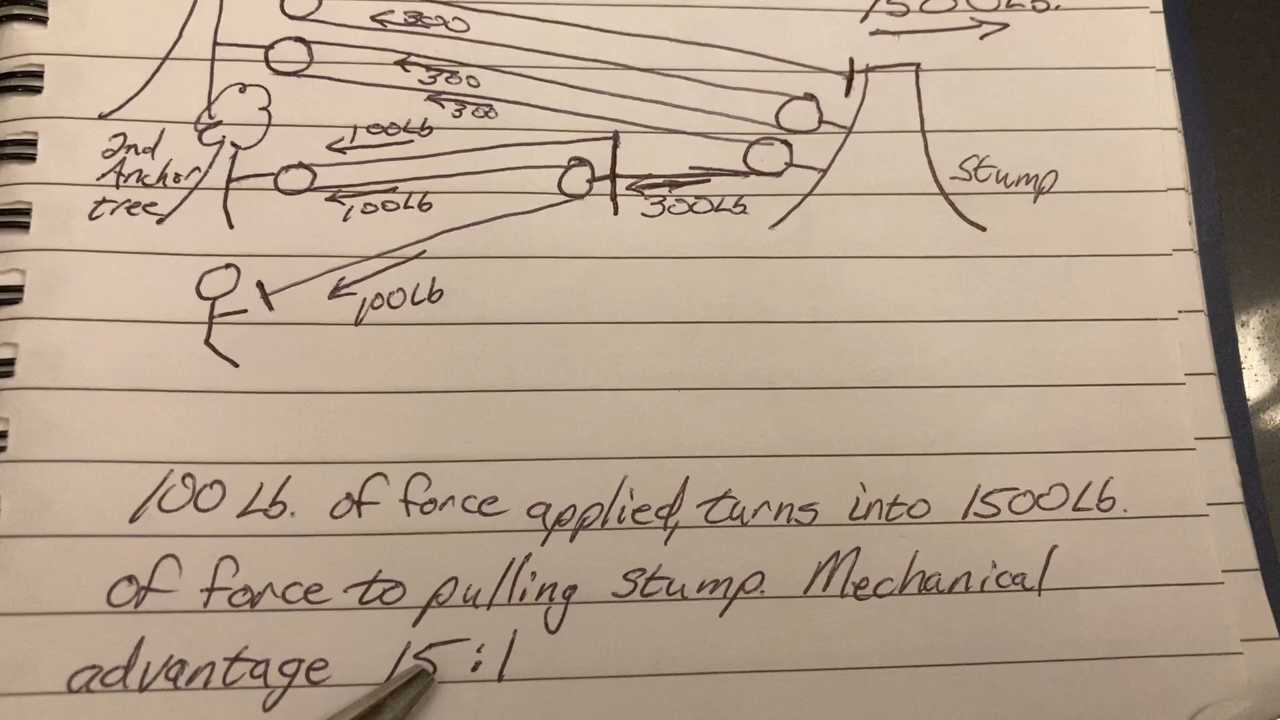 1500Lb.
300
300
300
100Lb
2nd
Anchor
tree
Stump
100Lb
300Lb
100Lb
100 Lb. of force applied, turns into 1500Lb.
of force to pulling stump. Mechanical
advantage 15:1